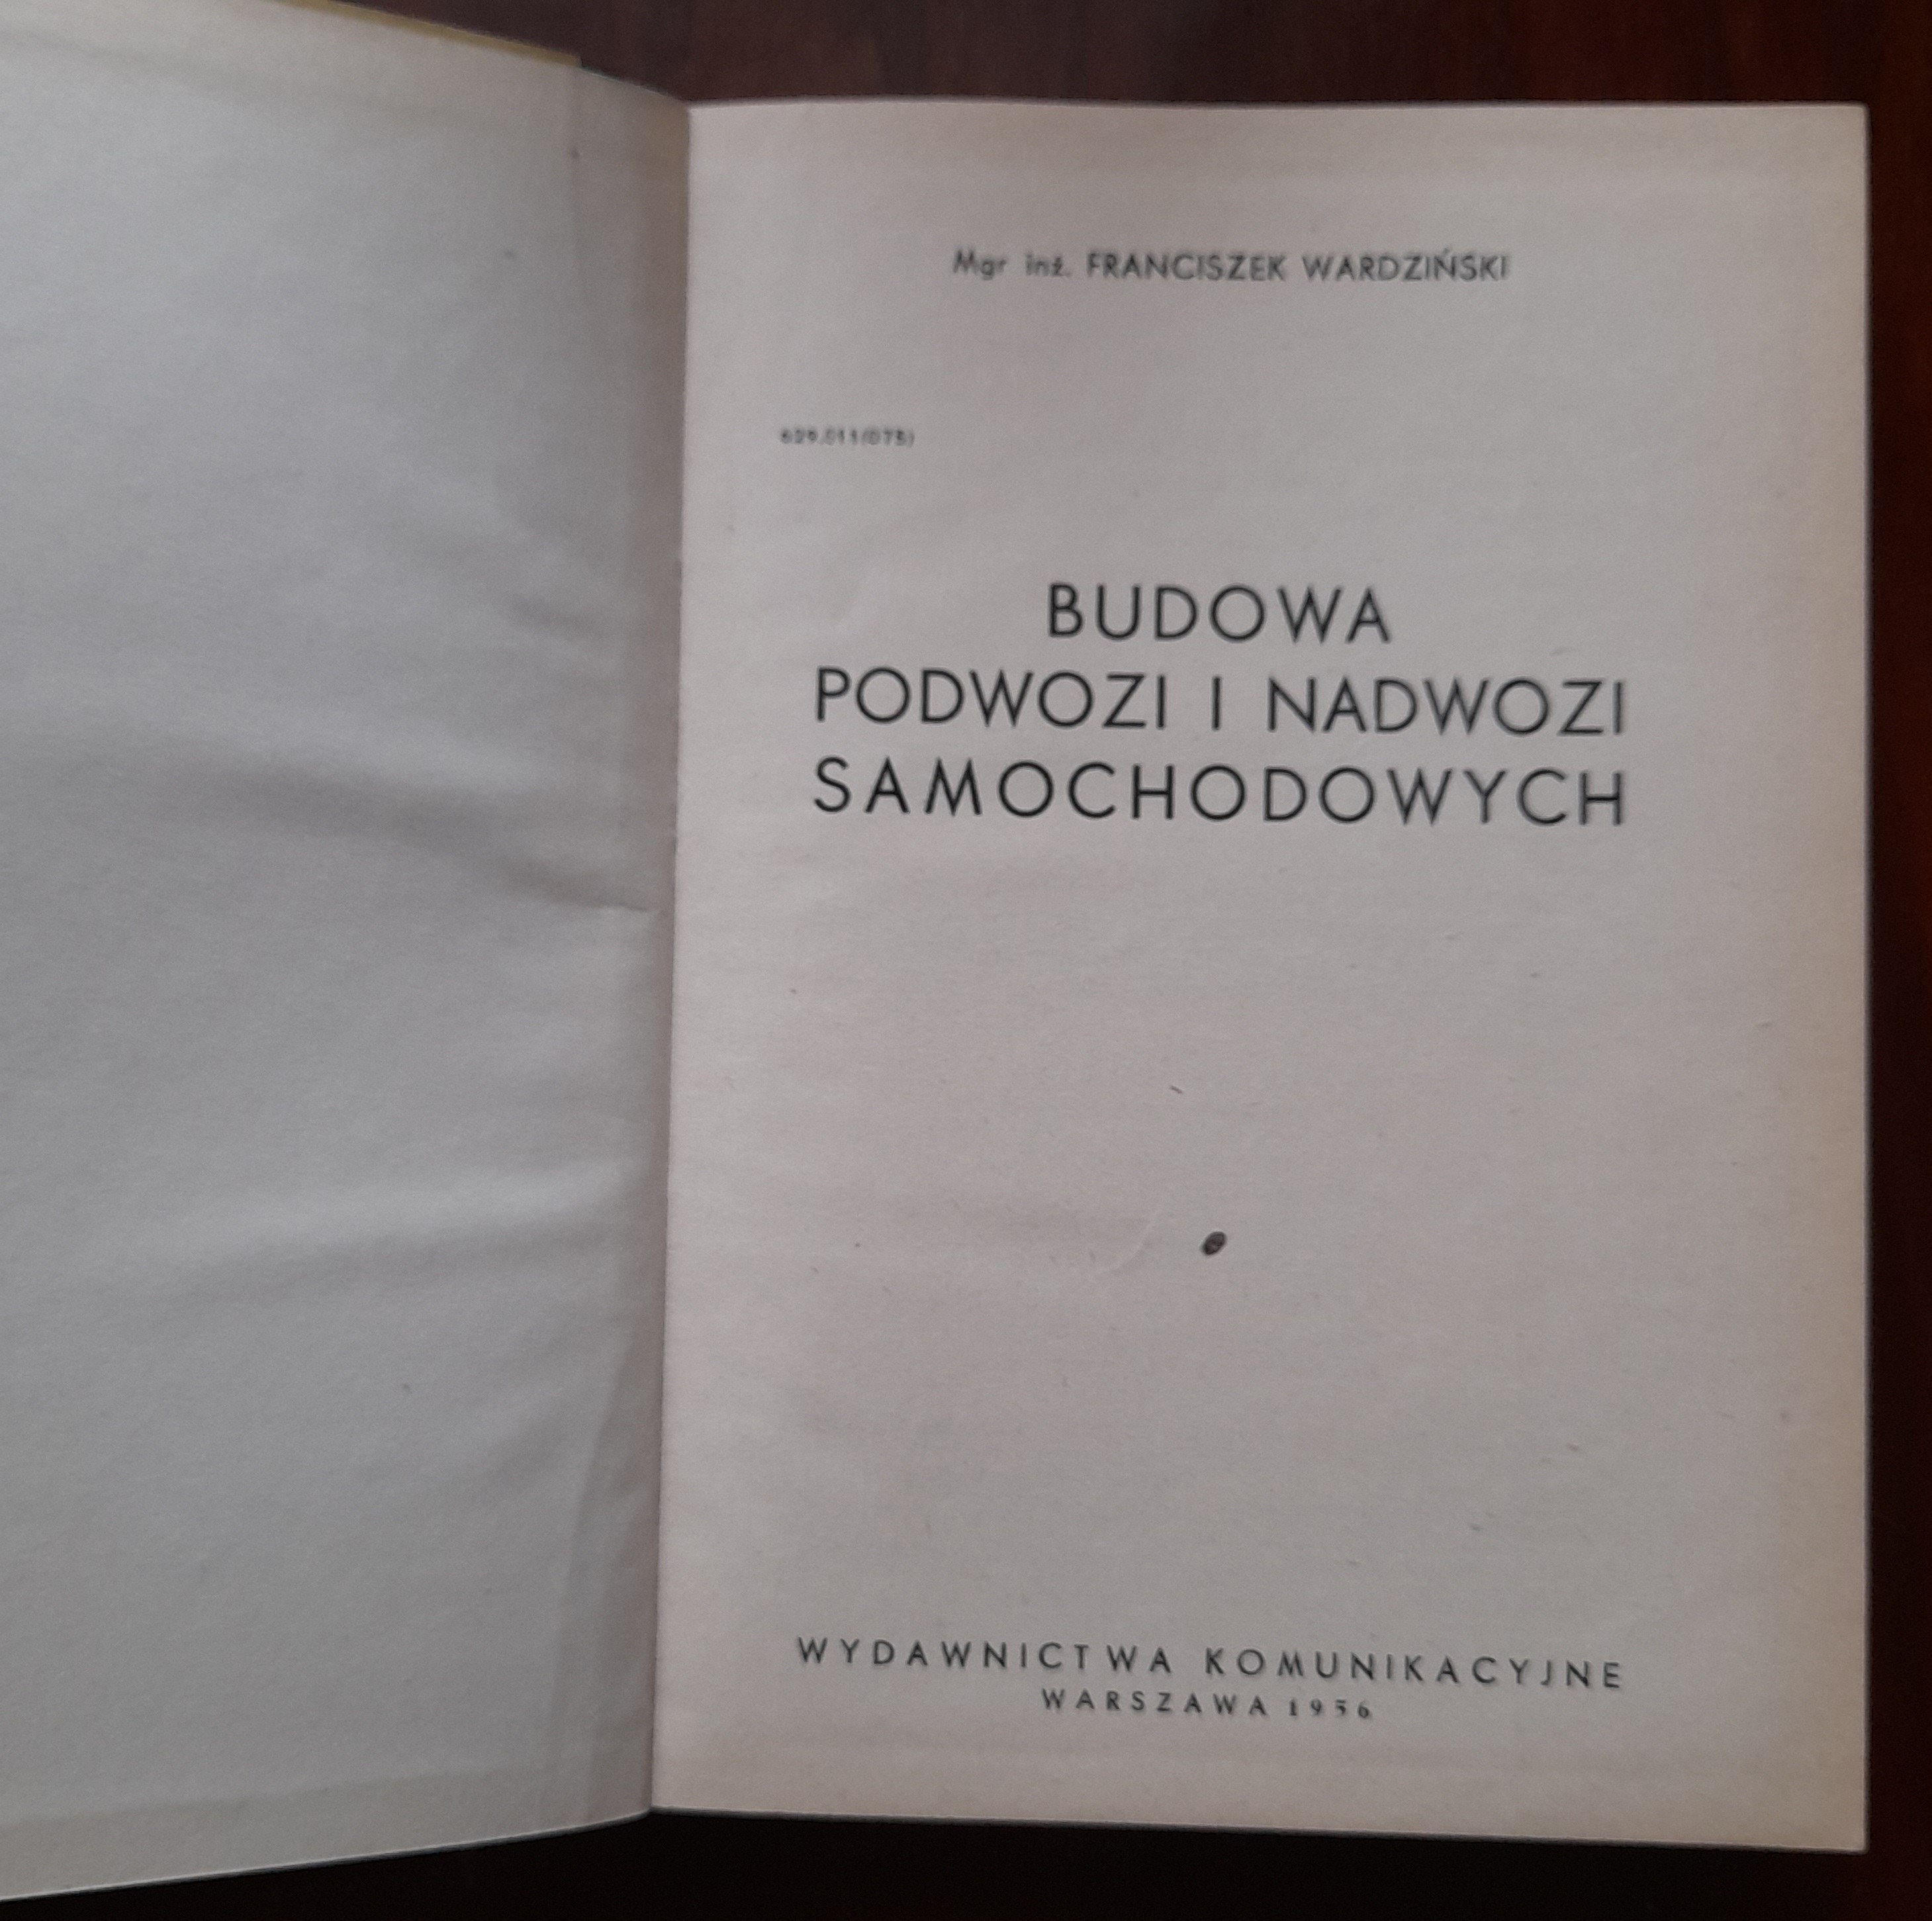 Mgr inż. FRANCISZEK WARDZIŃSKI
629.011(075)
BUDOWA
PODWOZI I NADWOZI
SAMOCHODOWYCH
WYDAWNICTWA KOMUNIKACYJNE
WARSZAWA 1956